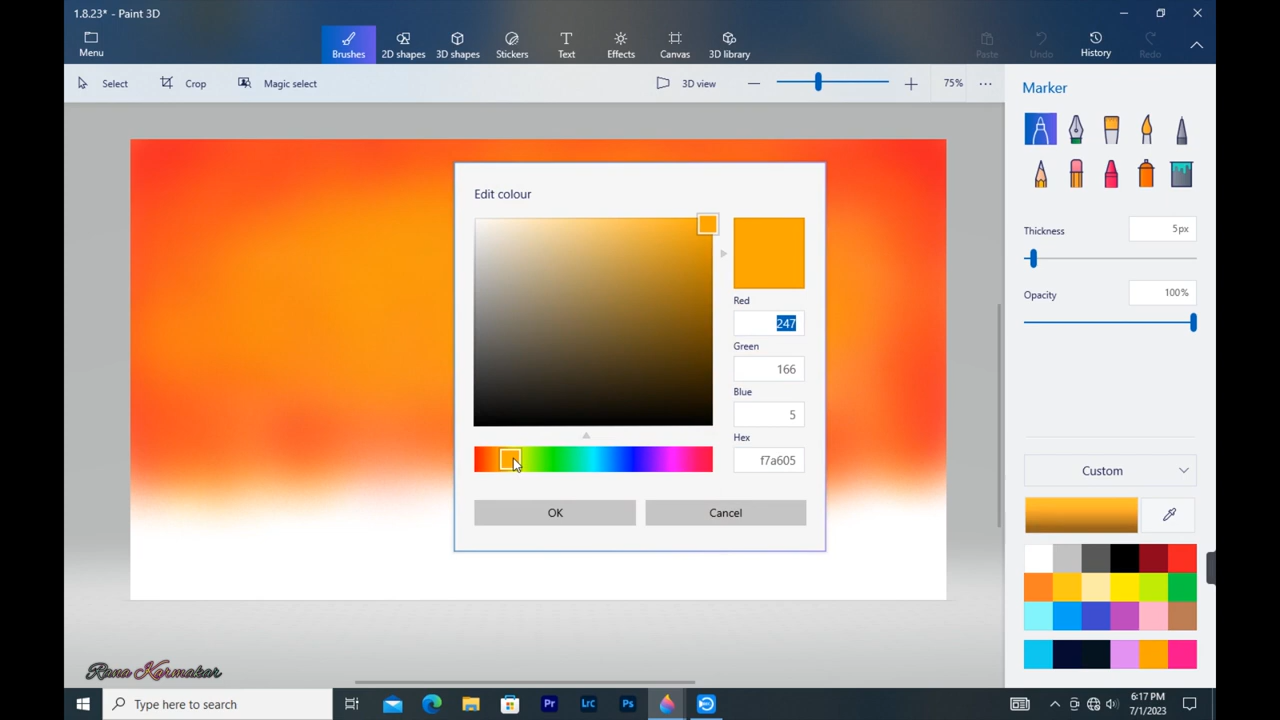 1.8.23* - Paint 3D
Menu
Brushes
2D shapes
3D shapes
Stickers
Text
Effects
Canvas
3D library
Paste
Undo
History
Redo
Select
Crop
Magic select
3D view
75%
Marker
Thickness
5px
Opacity
100%
Edit colour
Red
247
Green
166
Blue
5
Hex
f7a605
OK
Cancel
Custom
Rana Karmakar
Type here to search
Pr
Lrc
Ps
6:17 PM
7/1/2023